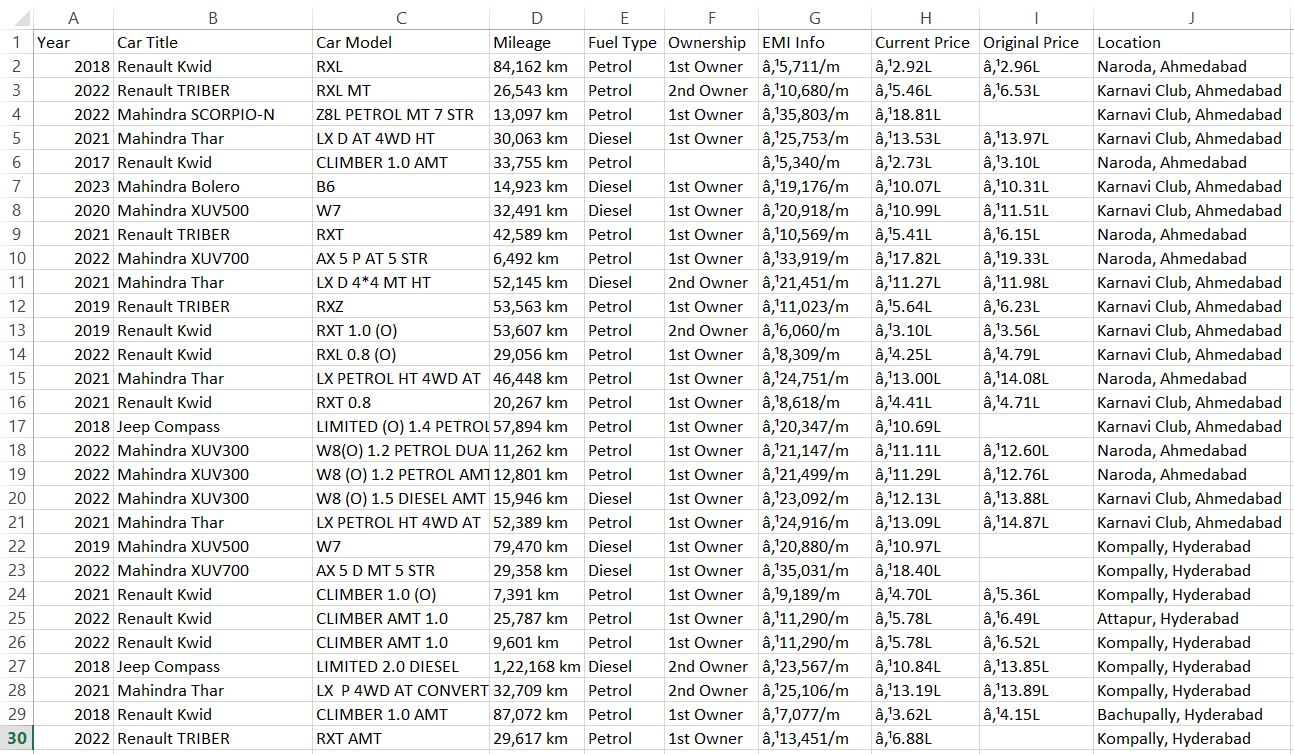 A B C D E F G H I J
1 Year Car Title Car Model Mileage Fuel Type Ownership EMI Info Current Price Original Price Location
2 2018 Renault Kwid RXL 84,162 km Petrol 1st Owner â‚¹5,711/m â‚¹2.92L â‚¹2.96L Naroda, Ahmedabad
3 2022 Renault TRIBER RXL MT 26,543 km Petrol 2nd Owner â‚¹10,680/m â‚¹5.46L â‚¹6.53L Karnavi Club, Ahmedabad
4 2022 Mahindra SCORPIO-N Z8L PETROL MT 7 STR 13,097 km Petrol 1st Owner â‚¹35,803/m â‚¹18.81L Karnavi Club, Ahmedabad
5 2021 Mahindra Thar LX D AT 4WD HT 30,063 km Diesel 1st Owner â‚¹25,753/m â‚¹13.53L â‚¹13.97L Karnavi Club, Ahmedabad
6 2017 Renault Kwid CLIMBER 1.0 AMT 33,755 km Petrol â‚¹5,340/m â‚¹2.73L â‚¹3.10L Naroda, Ahmedabad
7 2023 Mahindra Bolero B6 14,923 km Diesel 1st Owner â‚¹19,176/m â‚¹10.07L â‚¹10.31L Karnavi Club, Ahmedabad
8 2020 Mahindra XUV500 W7 32,491 km Diesel 1st Owner â‚¹20,918/m â‚¹10.99L â‚¹11.51L Karnavi Club, Ahmedabad
9 2021 Renault TRIBER RXT 42,589 km Petrol 1st Owner â‚¹10,569/m â‚¹5.41L â‚¹6.15L Naroda, Ahmedabad
10 2022 Mahindra XUV700 AX 5 P AT 5 STR 6,492 km Petrol 1st Owner â‚¹33,919/m â‚¹17.82L â‚¹19.33L Naroda, Ahmedabad
11 2021 Mahindra Thar LX D 4*4 MT HT 52,145 km Diesel 2nd Owner â‚¹21,451/m â‚¹11.27L â‚¹11.98L Karnavi Club, Ahmedabad
12 2019 Renault TRIBER RXZ 53,563 km Petrol 1st Owner â‚¹11,023/m â‚¹5.64L â‚¹6.23L Karnavi Club, Ahmedabad
13 2019 Renault Kwid RXT 1.0 (O) 53,607 km Petrol 2nd Owner â‚¹6,060/m â‚¹3.10L â‚¹3.56L Karnavi Club, Ahmedabad
14 2022 Renault Kwid RXL 0.8 (O) 29,056 km Petrol 1st Owner â‚¹8,309/m â‚¹4.25L â‚¹4.79L Karnavi Club, Ahmedabad
15 2021 Mahindra Thar LX PETROL HT 4WD AT 46,448 km Petrol 1st Owner â‚¹24,751/m â‚¹13.00L â‚¹14.08L Naroda, Ahmedabad
16 2021 Renault Kwid RXT 0.8 20,267 km Petrol 1st Owner â‚¹8,618/m â‚¹4.41L â‚¹4.71L Karnavi Club, Ahmedabad
17 2018 Jeep Compass LIMITED (O) 1.4 PETROL 57,894 km Petrol 1st Owner â‚¹20,347/m â‚¹10.69L Karnavi Club, Ahmedabad
18 2022 Mahindra XUV300 W8(O) 1.2 PETROL DUA 11,262 km Petrol 1st Owner â‚¹21,147/m â‚¹11.11L â‚¹12.60L Naroda, Ahmedabad
19 2022 Mahindra XUV300 W8 (O) 1.2 PETROL AMT 12,801 km Petrol 1st Owner â‚¹21,499/m â‚¹11.29L â‚¹12.76L Naroda, Ahmedabad
20 2022 Mahindra XUV300 W8 (O) 1.5 DIESEL AMT 15,946 km Diesel 1st Owner â‚¹23,092/m â‚¹12.13L â‚¹13.88L Karnavi Club, Ahmedabad
21 2021 Mahindra Thar LX PETROL HT 4WD AT 52,389 km Petrol 1st Owner â‚¹24,916/m â‚¹13.09L â‚¹14.87L Karnavi Club, Ahmedabad
22 2019 Mahindra XUV500 W7 79,470 km Diesel 1st Owner â‚¹20,880/m â‚¹10.97L Kompally, Hyderabad
23 2022 Mahindra XUV700 AX 5 D MT 5 STR 29,358 km Diesel 1st Owner â‚¹35,031/m â‚¹18.40L Kompally, Hyderabad
24 2021 Renault Kwid CLIMBER 1.0 (O) 7,391 km Petrol 1st Owner â‚¹9,189/m â‚¹4.70L â‚¹5.36L Kompally, Hyderabad
25 2022 Renault Kwid CLIMBER AMT 1.0 25,787 km Petrol 1st Owner â‚¹11,290/m â‚¹5.78L â‚¹6.49L Attapur, Hyderabad
26 2022 Renault Kwid CLIMBER AMT 1.0 9,601 km Petrol 1st Owner â‚¹11,290/m â‚¹5.78L â‚¹6.52L Kompally, Hyderabad
27 2018 Jeep Compass LIMITED 2.0 DIESEL 1,22,168 km Diesel 2nd Owner â‚¹23,567/m â‚¹10.84L â‚¹13.85L Kompally, Hyderabad
28 2021 Mahindra Thar LX P 4WD AT CONVERT 32,709 km Petrol 2nd Owner â‚¹25,106/m â‚¹13.19L â‚¹13.89L Kompally, Hyderabad
29 2018 Renault Kwid CLIMBER 1.0 AMT 87,072 km Petrol 1st Owner â‚¹7,077/m â‚¹3.62L â‚¹4.15L Bachupally, Hyderabad
30 2022 Renault TRIBER RXT AMT 29,617 km Petrol 1st Owner â‚¹13,451/m â‚¹6.88L Kompally, Hyderabad